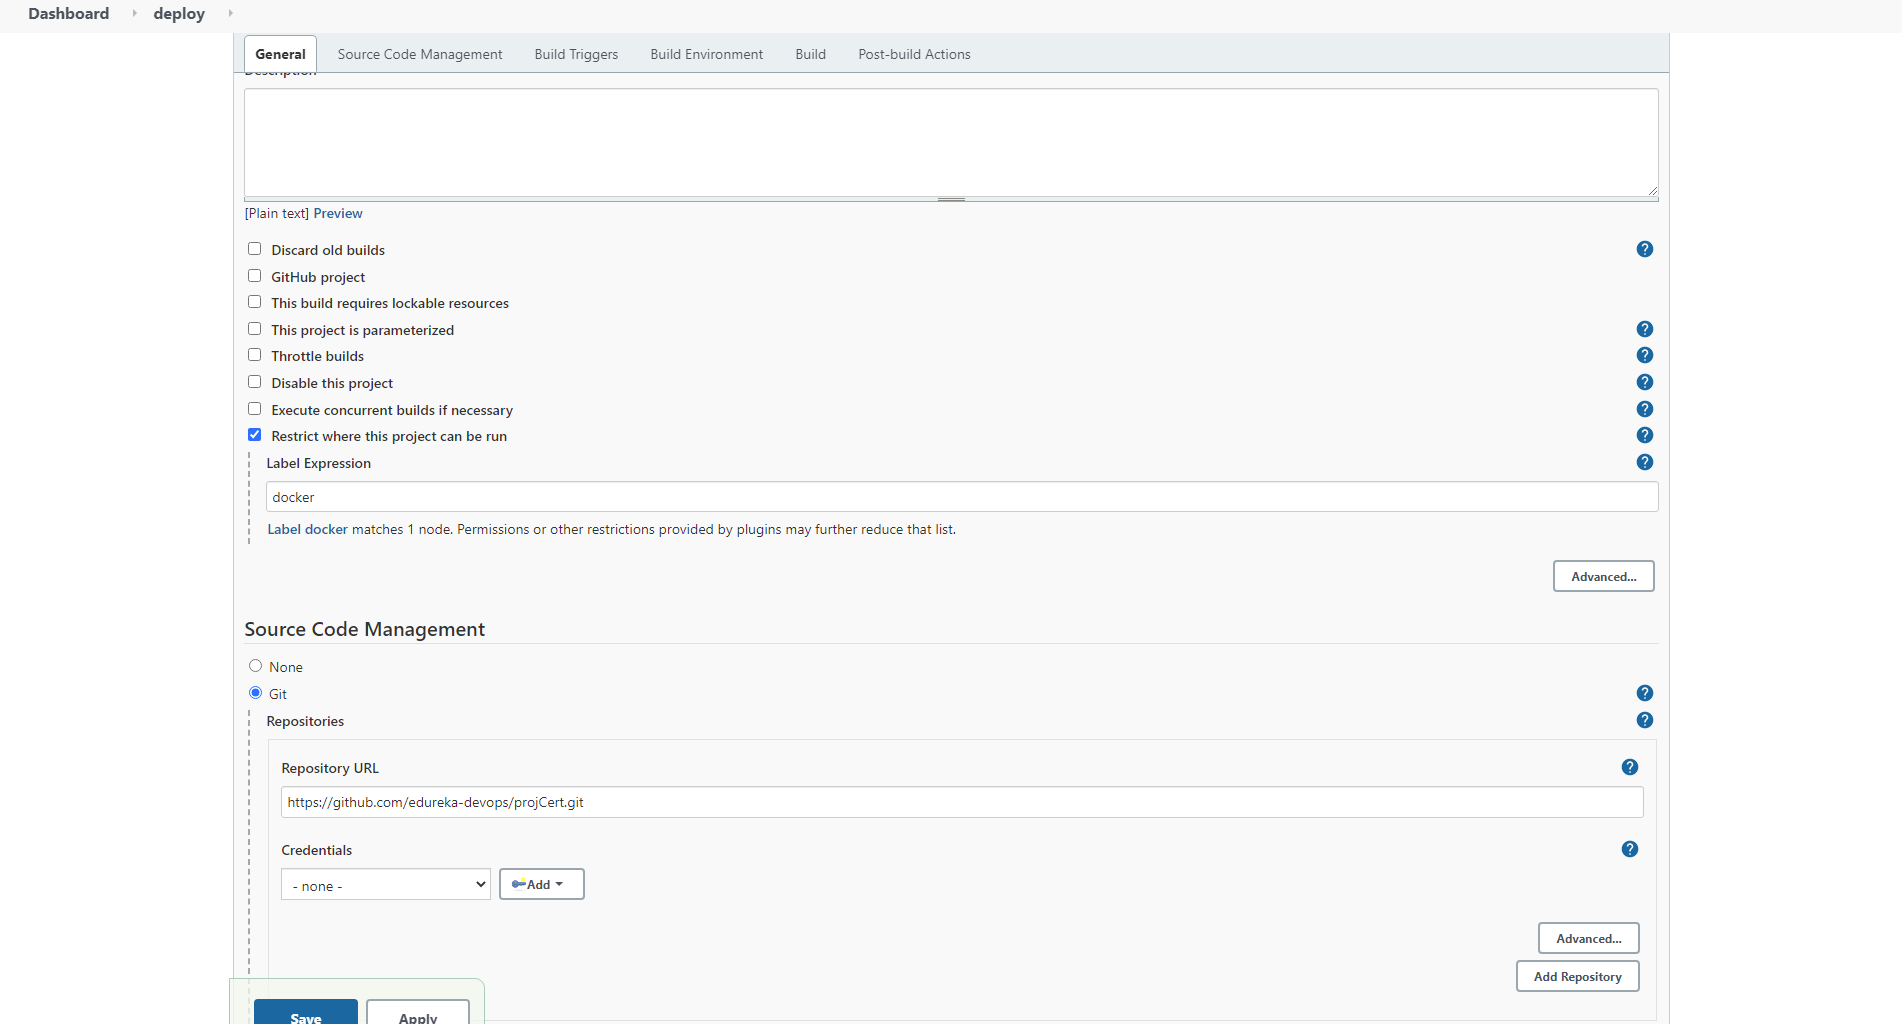 Dashboard deploy
General Source Code Management Build Triggers Build Environment Build Post-build Actions
Description
[Plain text] Preview
Discard old builds
GitHub project
This build requires lockable resources
This project is parameterized
Throttle builds
Disable this project
Execute concurrent builds if necessary
Restrict where this project can be run
Label Expression
docker
Label docker matches 1 node. Permissions or other restrictions provided by plugins may further reduce that list.
Advanced...
Source Code Management
None
Git
Repositories
Repository URL
https://github.com/edureka-devops/projCert.git
Credentials
- none - Add
Advanced...
Add Repository
Save Apply